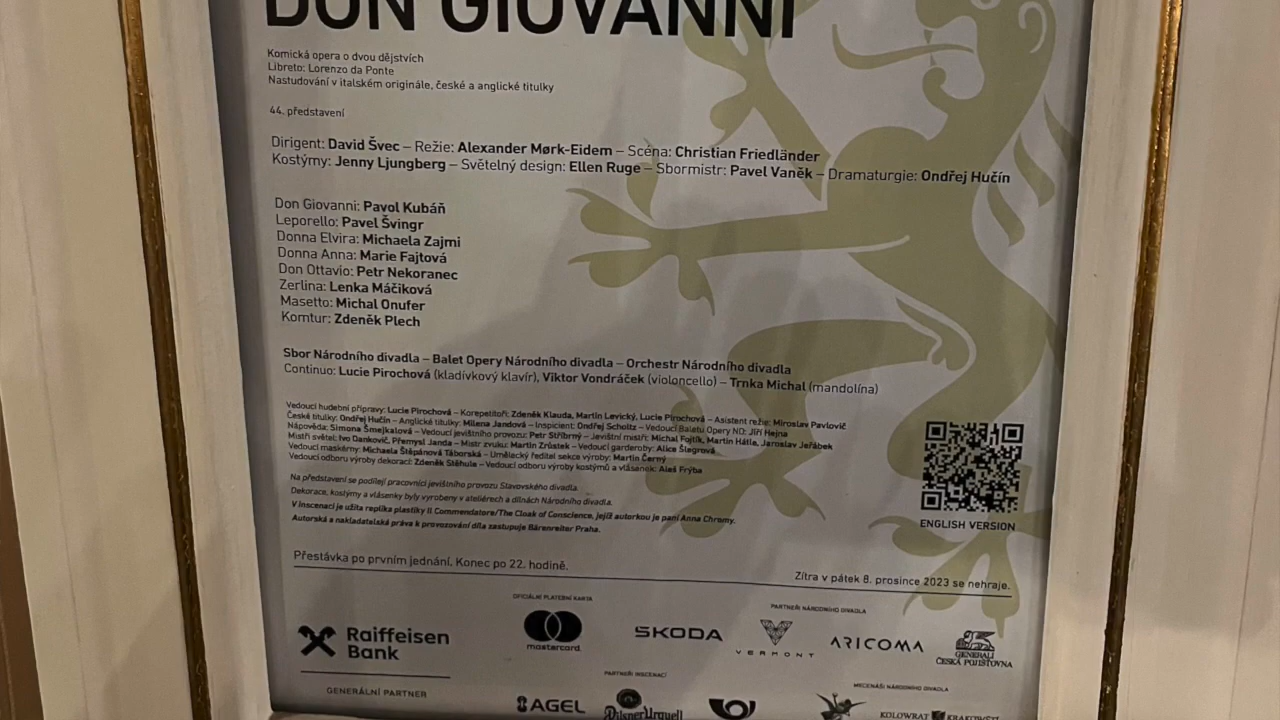 DON GIOVANNI
Komická opera o dvou dějstvích
Libreto: Lorenzo da Ponte
Nastudování v italském originále, české a anglické titulky
44. představení
Dirigent: David Švec – Režie: Alexander Mørk-Eidem – Scéna: Christian Friedländer
Kostýmy: Jenny Ljungberg – Světelný design: Ellen Ruge – Sbormistr: Pavel Vaněk – Dramaturgie: Ondřej Hučín
Don Giovanni: Pavol Kubáň
Leporello: Pavel Švingr
Donna Elvira: Michaela Zajmi
Donna Anna: Marie Fajtová
Don Ottavio: Petr Nekoranec
Zerlina: Lenka Máčiková
Masetto: Michal Onufer
Komtur: Zdeněk Plech
Sbor Národního divadla – Balet Opery Národního divadla – Orchestr Národního divadla
Continuo: Lucie Pirochová (kladívkový klavír), Viktor Vondráček (violoncello) – Trnka Michal (mandolína)
Vedoucí hudební přípravy: Lucie Pirochová – Korepetitoři: Zdeněk Klauda, Martin Levický, Lucie Pirochová – Asistent režie: Miroslav Pavlovič
České titulky: Ondřej Hučín – Anglické titulky: Milena Jandová – Inspicient: Ondřej Scholtz – Vedoucí Baletu Opery ND: Jiří Hejna
Nápověda: Simona Šmejkalová – Vedoucí jevištního provozu: Petr Stříbrný – Jevištní mistři: Michal Fojtík, Martin Hátle, Jaroslav Jeřábek
Mistři světel: Ivo Dankovič, Přemysl Janda – Mistr zvuku: Martin Zrůstek – Vedoucí garderoby: Alice Šlegrová
Vedoucí maskérny: Michaela Štěpánová Táborská – Umělecký ředitel sekce výroby: Martin Černý
Vedoucí odboru výroby dekorací: Zdeněk Stěhule – Vedoucí odboru výroby kostýmů a vlásenek: Aleš Frýba
Na představení se podílejí pracovníci jevištního provozu Stavovského divadla.
Dekorace, kostýmy a vlásenky byly vyrobeny v ateliérech a dílnách Národního divadla.
V inscenaci je užita replika plastiky Il Commendatore/The Cloak of Conscience, jejíž autorkou je paní Anna Chromy.
Autorská a nakladatelská práva k provozování díla zastupuje Bärenreiter Praha.
ENGLISH VERSION
Přestávka po prvním jednání. Konec po 22. hodině.
Zítra v pátek 8. prosince 2023 se nehraje.
OFICIÁLNÍ PLATEBNÍ KARTA
PARTNEŘI NÁRODNÍHO DIVADLA
Raiffeisen
Bank
mastercard.
ŠKODA
VERMONT
ARICOMA
GENERALI
ČESKÁ POJIŠŤOVNA
GENERÁLNÍ PARTNER
PARTNEŘI INSCENACÍ
MECENÁŠI NÁRODNÍHO DIVADLA
AGEL
Pilsner Urquell
KOLOWRAT KRAKOWŠTÍ